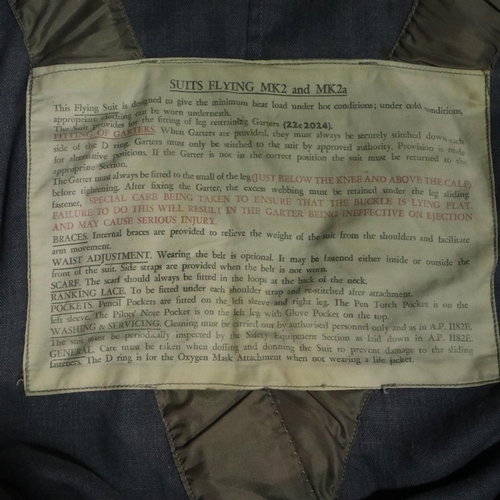 SUITS FLYING MK2 and MK2a
This Flying Suit is designed to give the minimum heat load under hot conditions; under cold conditions,
appropriate clothing can be worn underneath.
The Suit provides for the fitting of leg restraining Garters (22c2024).
FITTING OF GARTERS. When Garters are provided, they must always be securely stitched down each
side of the D ring. Garters must only be stitched to the suit by approved authority. Provision is made
for alternative positions. If the Garter is not in the correct position the suit must be returned to the
appropriate Section.
The Garter must always be fitted to the small of the leg (JUST BELOW THE KNEE AND ABOVE THE CALF)
before tightening. After fixing the Garter, the excess webbing must be retained under the leg sliding
fastener, SPECIAL CARE BEING TAKEN TO ENSURE THAT THE BUCKLE IS LYING FLAT.
FAILURE TO DO THIS WILL RESULT IN THE GARTER BEING INEFFECTIVE ON EJECTION
AND MAY CAUSE SERIOUS INJURY.
BRACES. Internal braces are provided to relieve the weight of the suit from the shoulders and facilitate
arm movement.
WAIST ADJUSTMENT. Wearing the belt is optional. It may be fastened either inside or outside the
front of the suit. Side straps are provided when the belt is not worn.
SCARF. The scarf should always be fitted in the loops at the back of the neck.
RANKING LACE. To be fitted under each shoulder strap and re-stitched after attachment.
POCKETS. Pencil Pockets are fitted on the left sleeve and right leg. The Pen Torch Pocket is on the
left sleeve. The Pilots' Note Pocket is on the left leg with Glove Pocket on the top.
WASHING & SERVICING. Cleaning must be carried out by authorised personnel only and as in A.P. 1182E.
The suit must be periodically inspected by the Safety Equipment Section as laid down in A.P. 1182E.
GENERAL. Care must be taken when doffing and donning the Suit to prevent damage to the sliding
fasteners. The D ring is for the Oxygen Mask Attachment when not wearing a life jacket.